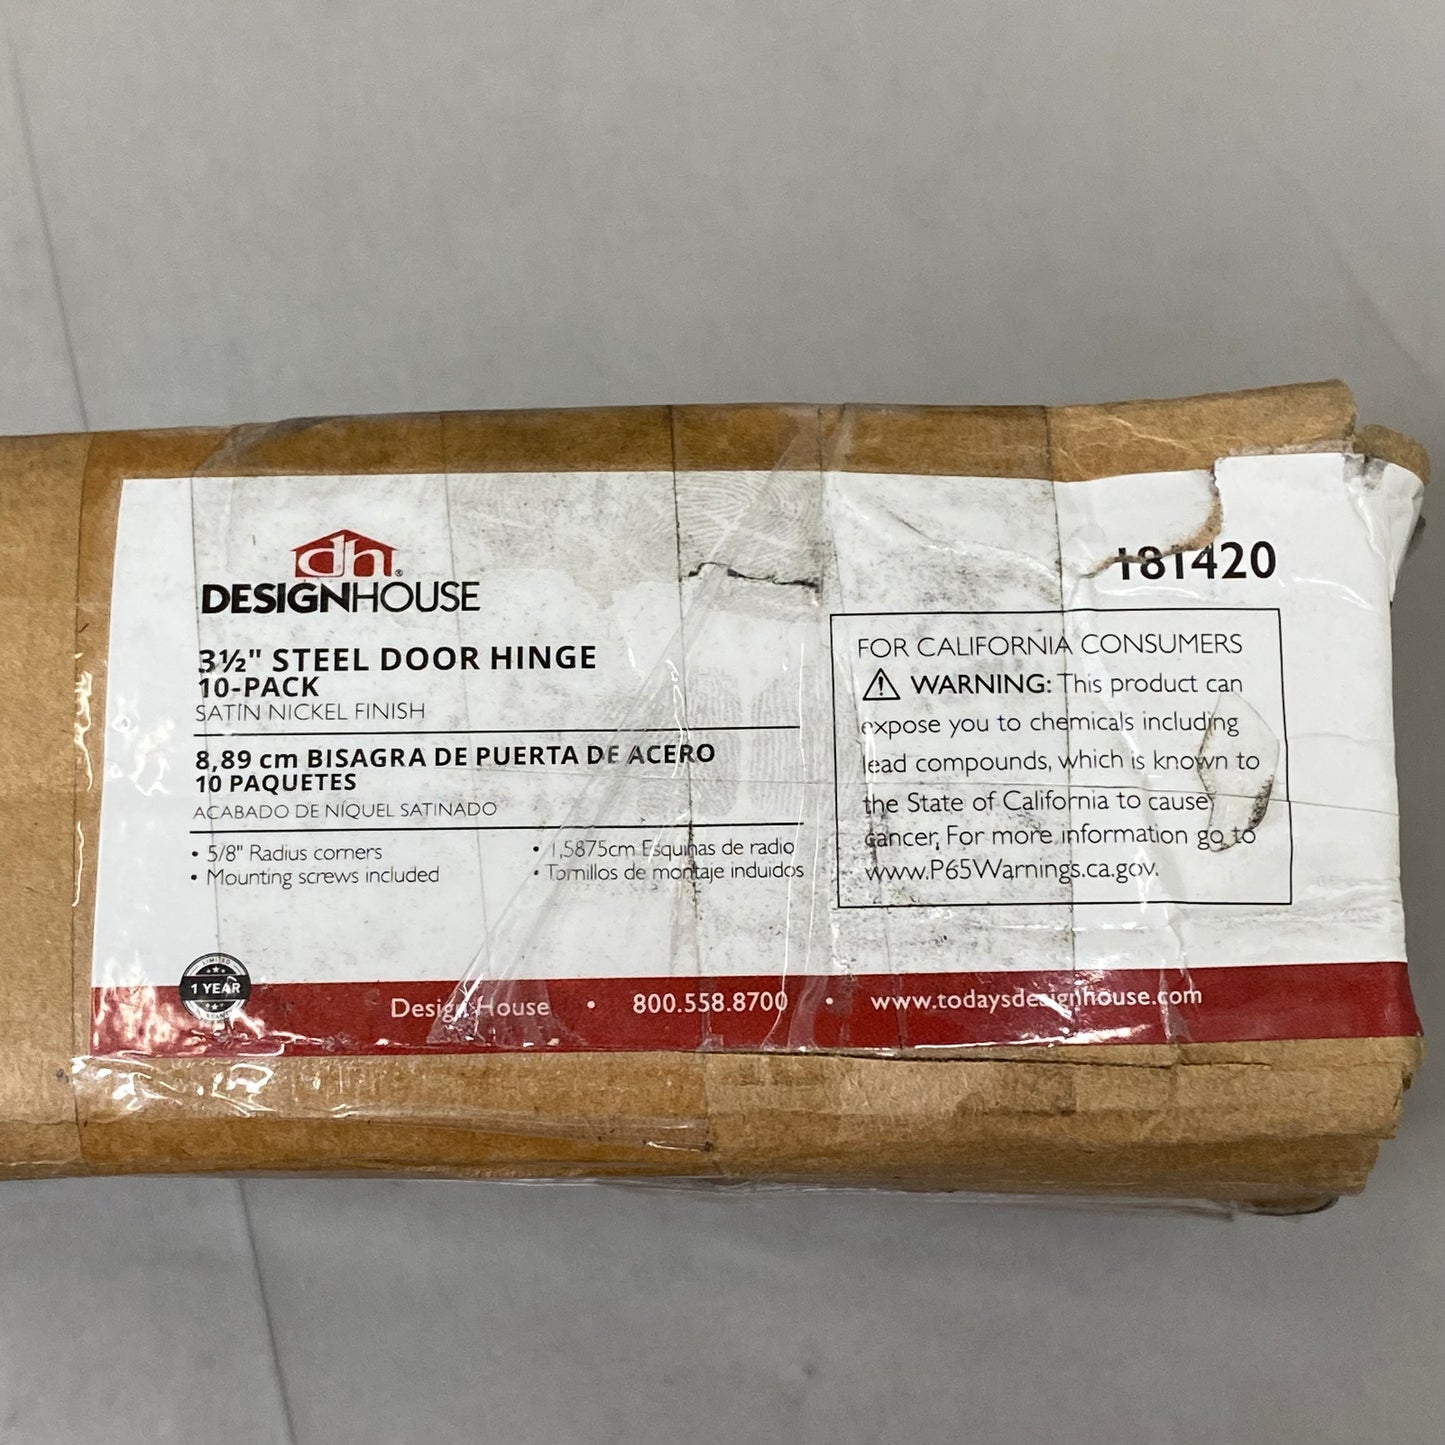 dh®
DESIGNHOUSE
3½" STEEL DOOR HINGE
10-PACK
SATIN NICKEL FINISH
8,89 cm BISAGRA DE PUERTA DE ACERO
10 PAQUETES
ACABADO DE NÍQUEL SATINADO
• 5/8" Radius corners
• Mounting screws included
• 1,5875cm Esquinas de radio
• Tornillos de montaje induidos
181420
FOR CALIFORNIA CONSUMERS
⚠ WARNING: This product can
expose you to chemicals including
lead compounds, which is known to
the State of California to cause
cancer. For more information go to
www.P65Warnings.ca.gov.
LIMITED
1 YEAR
Design House • 800.558.8700 • www.todaysdesignhouse.com